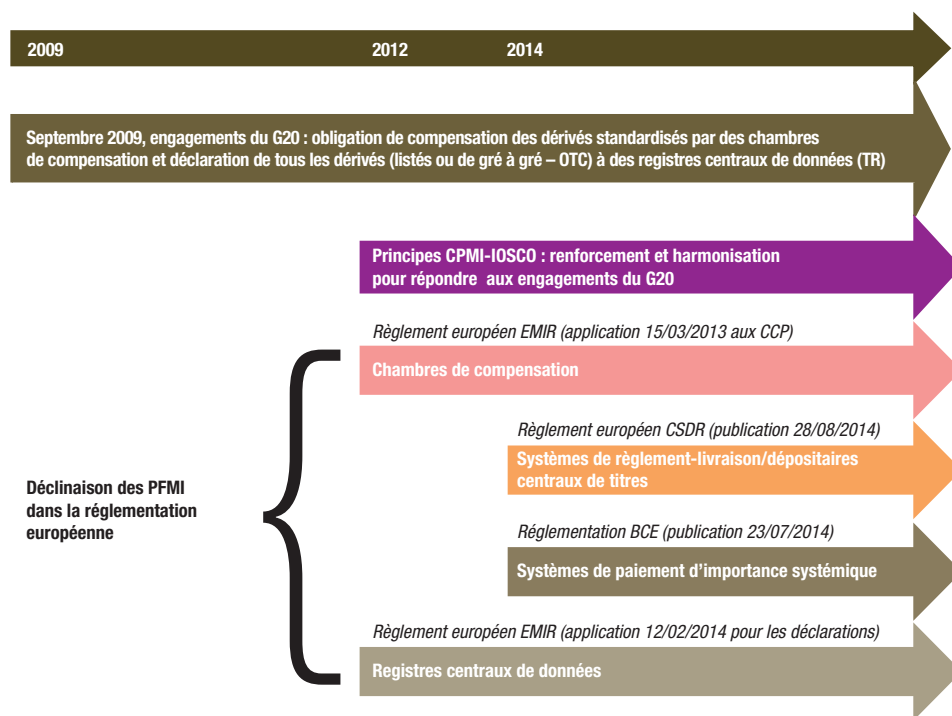 2009 2012 2014
Septembre 2009, engagements du G20 : obligation de compensation des dérivés standardisés par des chambres
de compensation et déclaration de tous les dérivés (listés ou de gré à gré – OTC) à des registres centraux de données (TR)
Principes CPMI-IOSCO : renforcement et harmonisation
pour répondre aux engagements du G20
Règlement européen EMIR (application 15/03/2013 aux CCP)
Chambres de compensation
Règlement européen CSDR (publication 28/08/2014)
Systèmes de règlement-livraison/dépositaires
centraux de titres
Déclinaison des PFMI
dans la réglementation
européenne
Réglementation BCE (publication 23/07/2014)
Systèmes de paiement d’importance systémique
Règlement européen EMIR (application 12/02/2014 pour les déclarations)
Registres centraux de données